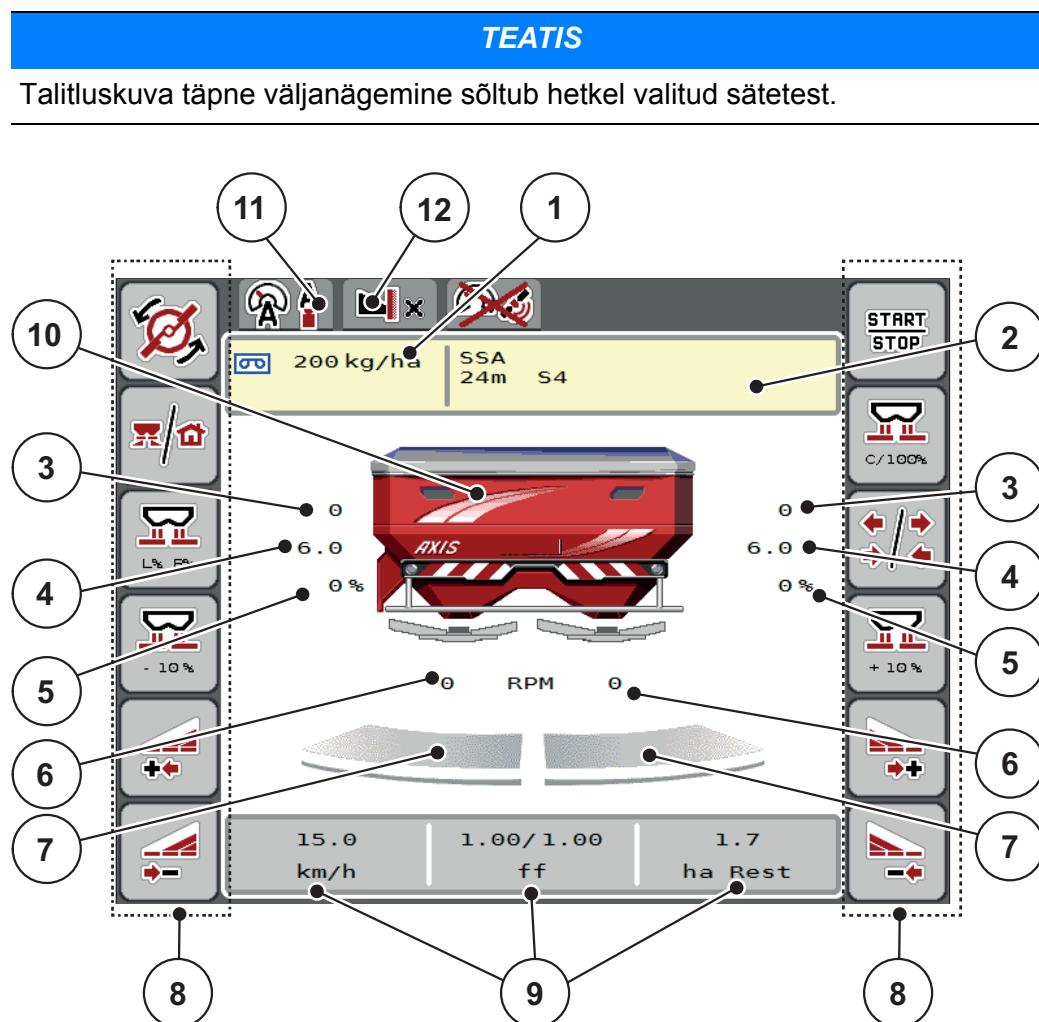 TEATIS
Talitluskuva täpne väljanägemine sõltub hetkel valitud sätetest.
11 12 1
A
START
STOP
10 2
200 kg/ha
SSA
24m S4
C/100%
3 0 0 3
AXIS
4 6.0 6.0 4
L% R%
5 0% 0% 5
- 10% + 10%
6 0 RPM 0 6
7 7
15.0 1.00/1.00 1.7
km/h ff ha Rest
8 9 8